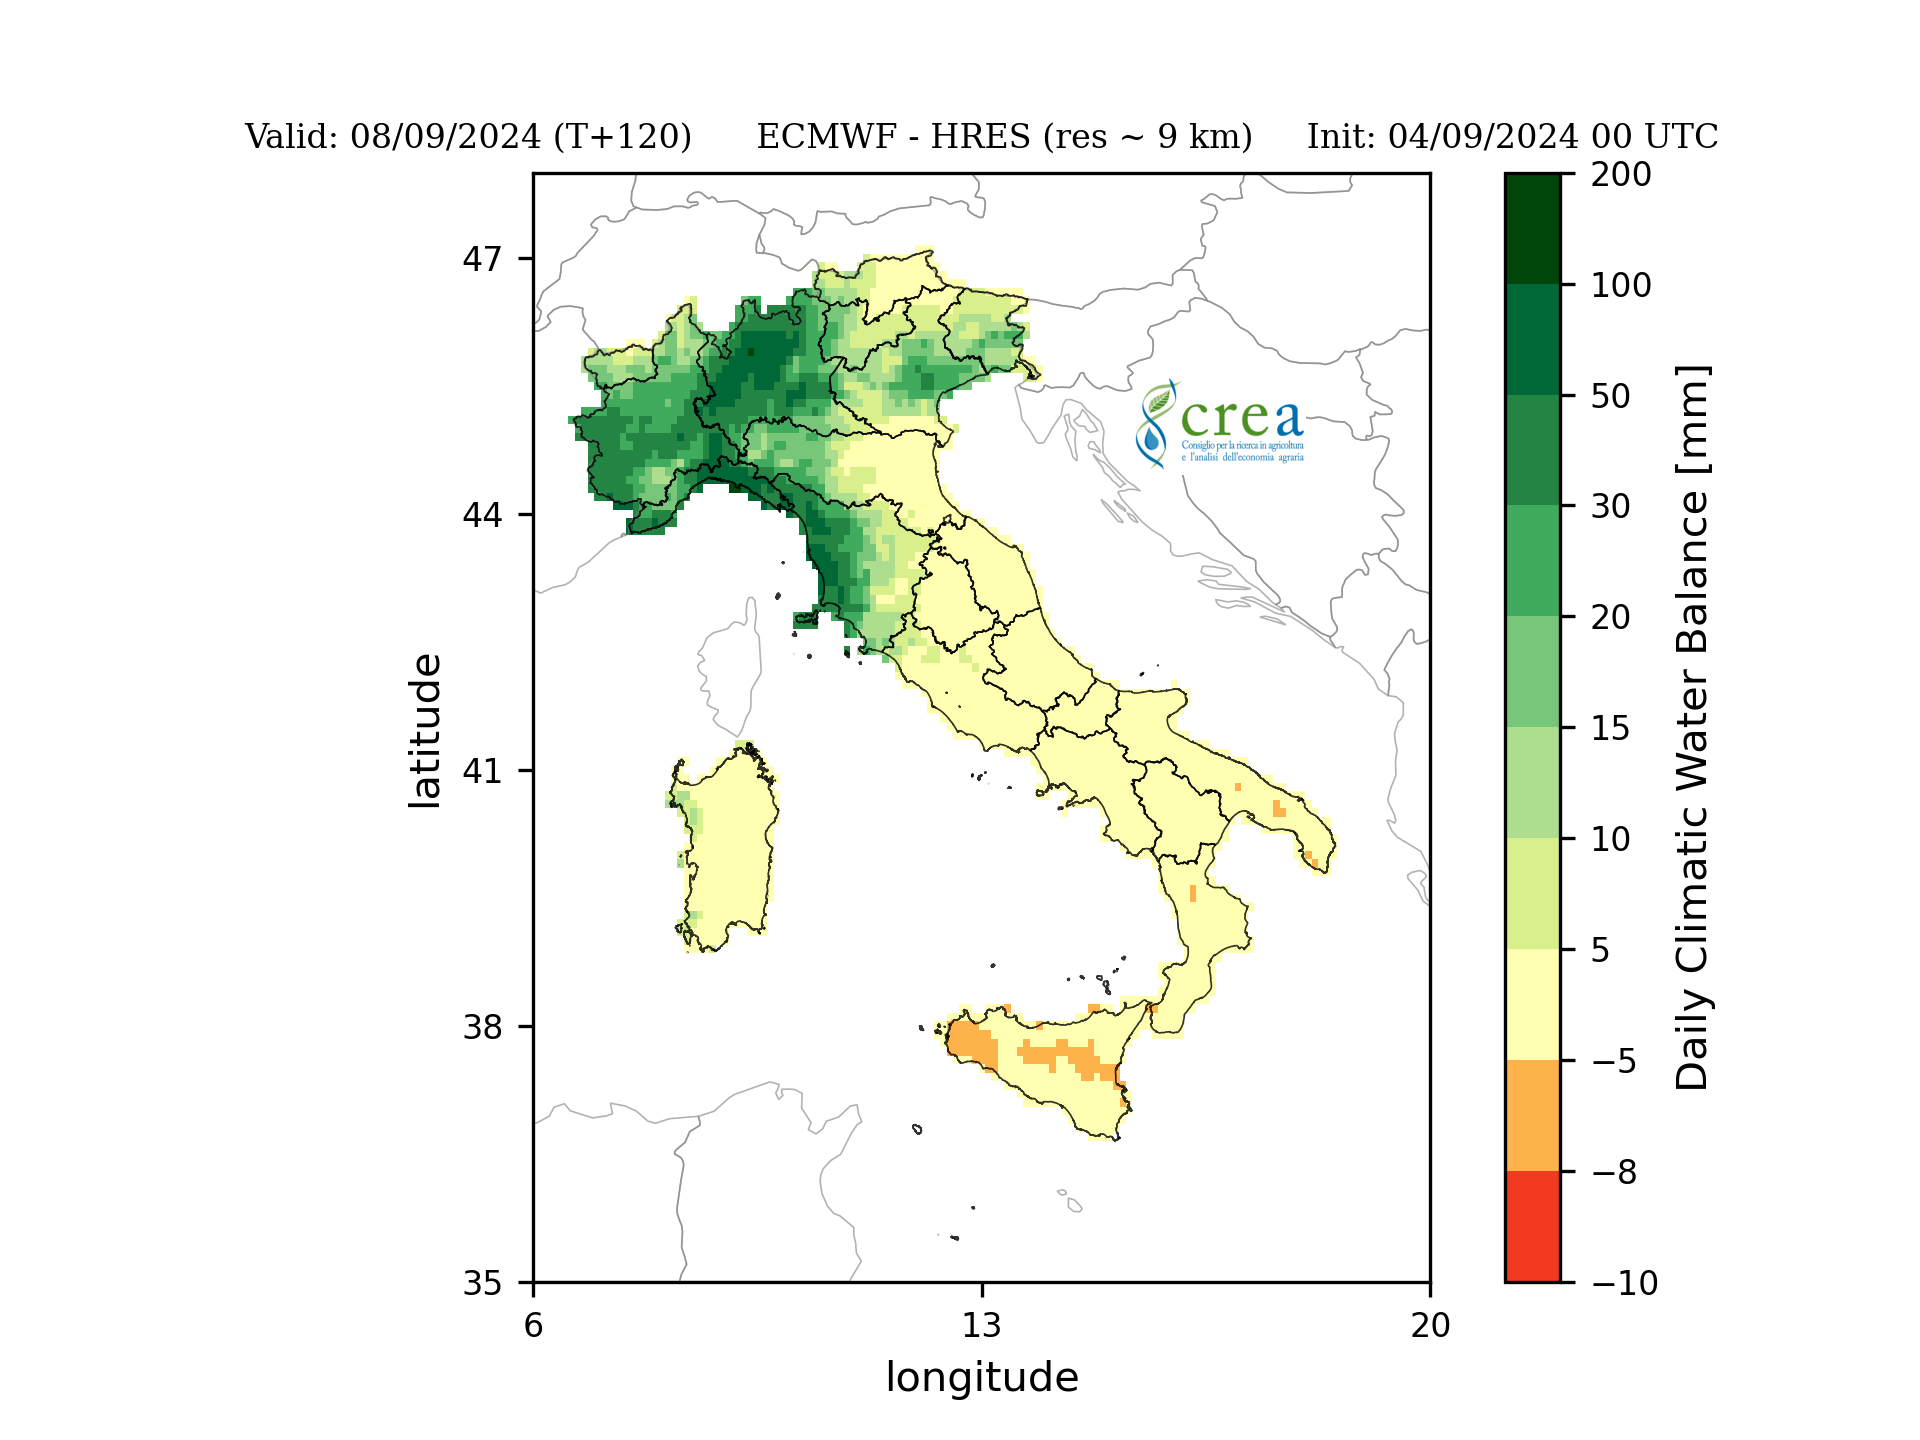 Valid: 08/09/2024 (T+120) ECMWF - HRES (res ~ 9 km) Init: 04/09/2024 00 UTC
47
44
41
38
35
latitude
6 13 20
longitude
crea
Consiglio per la ricerca in agricoltura
e l'analisi dell'economia agraria
200
100
50
30
20
15
10
5
−5
−8
−10
Daily Climatic Water Balance [mm]